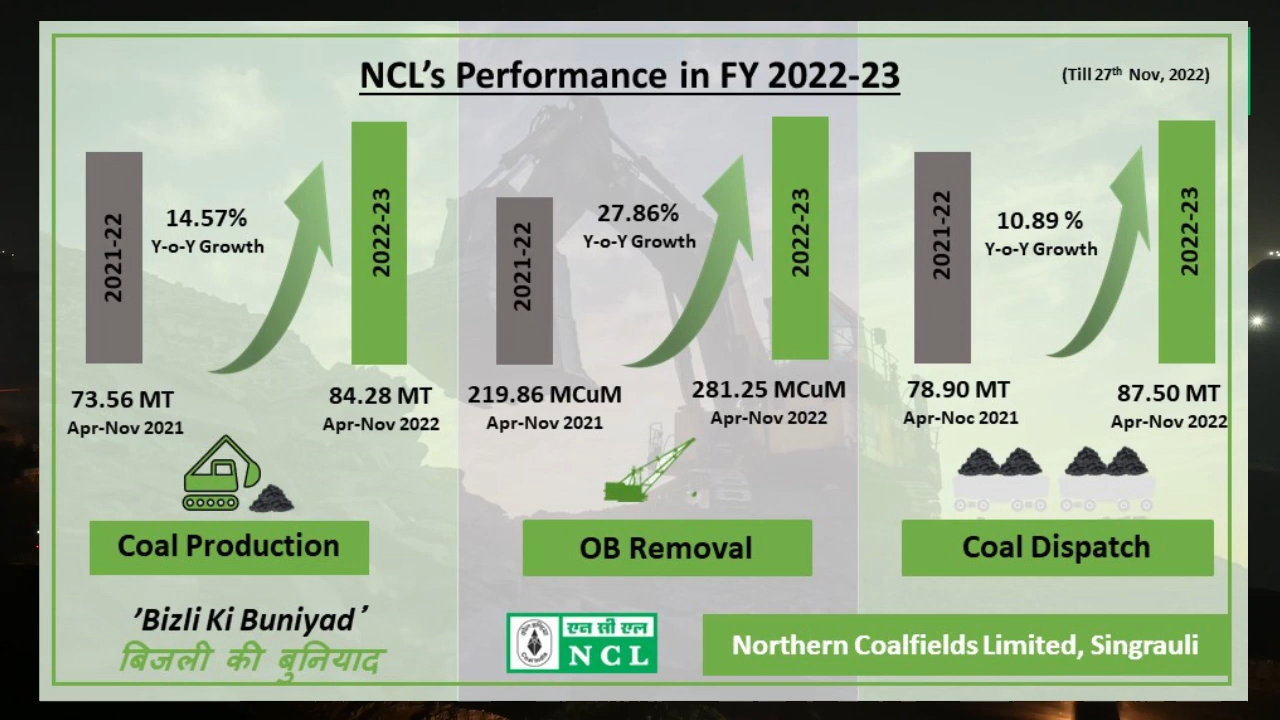 NCL's Performance in FY 2022-23
(Till 27th Nov, 2022)
2021-22
14.57%
Y-o-Y Growth
2022-23
73.56 MT
Apr-Nov 2021
84.28 MT
Apr-Nov 2022
Coal Production
2021-22
27.86%
Y-o-Y Growth
2022-23
219.86 MCuM
Apr-Nov 2021
281.25 MCuM
Apr-Nov 2022
OB Removal
2021-22
10.89 %
Y-o-Y Growth
2022-23
78.90 MT
Apr-Noc 2021
87.50 MT
Apr-Nov 2022
Coal Dispatch
’Bizli Ki Buniyad’
बिजली की बुनियाद
Coal India
एन सी एल
NCL
Northern Coalfields Limited, Singrauli